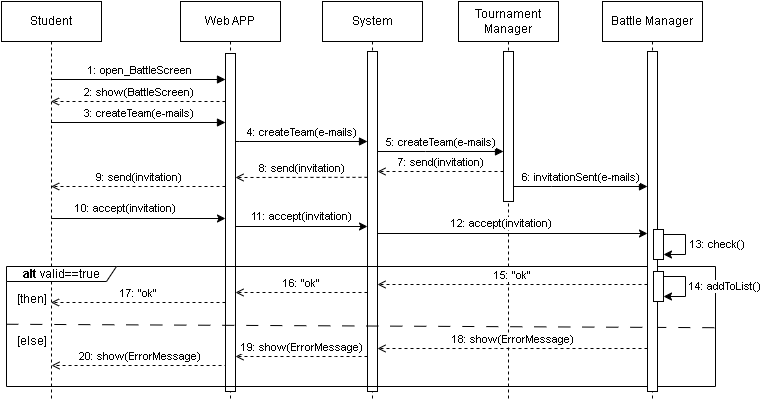 Student
Web APP
System
Tournament
Manager
Battle Manager
1: open_BattleScreen
2: show(BattleScreen)
3: createTeam(e-mails)
4: createTeam(e-mails)
5: createTeam(e-mails)
7: send(invitation)
8: send(invitation)
9: send(invitation)
6: invitationSent(e-mails)
10: accept(invitation)
11: accept(invitation)
12: accept(invitation)
13: check()
alt valid==true
15: "ok"
16: "ok"
14: addToList()
17: "ok"
[then]
[else]
18: show(ErrorMessage)
19: show(ErrorMessage)
20: show(ErrorMessage)